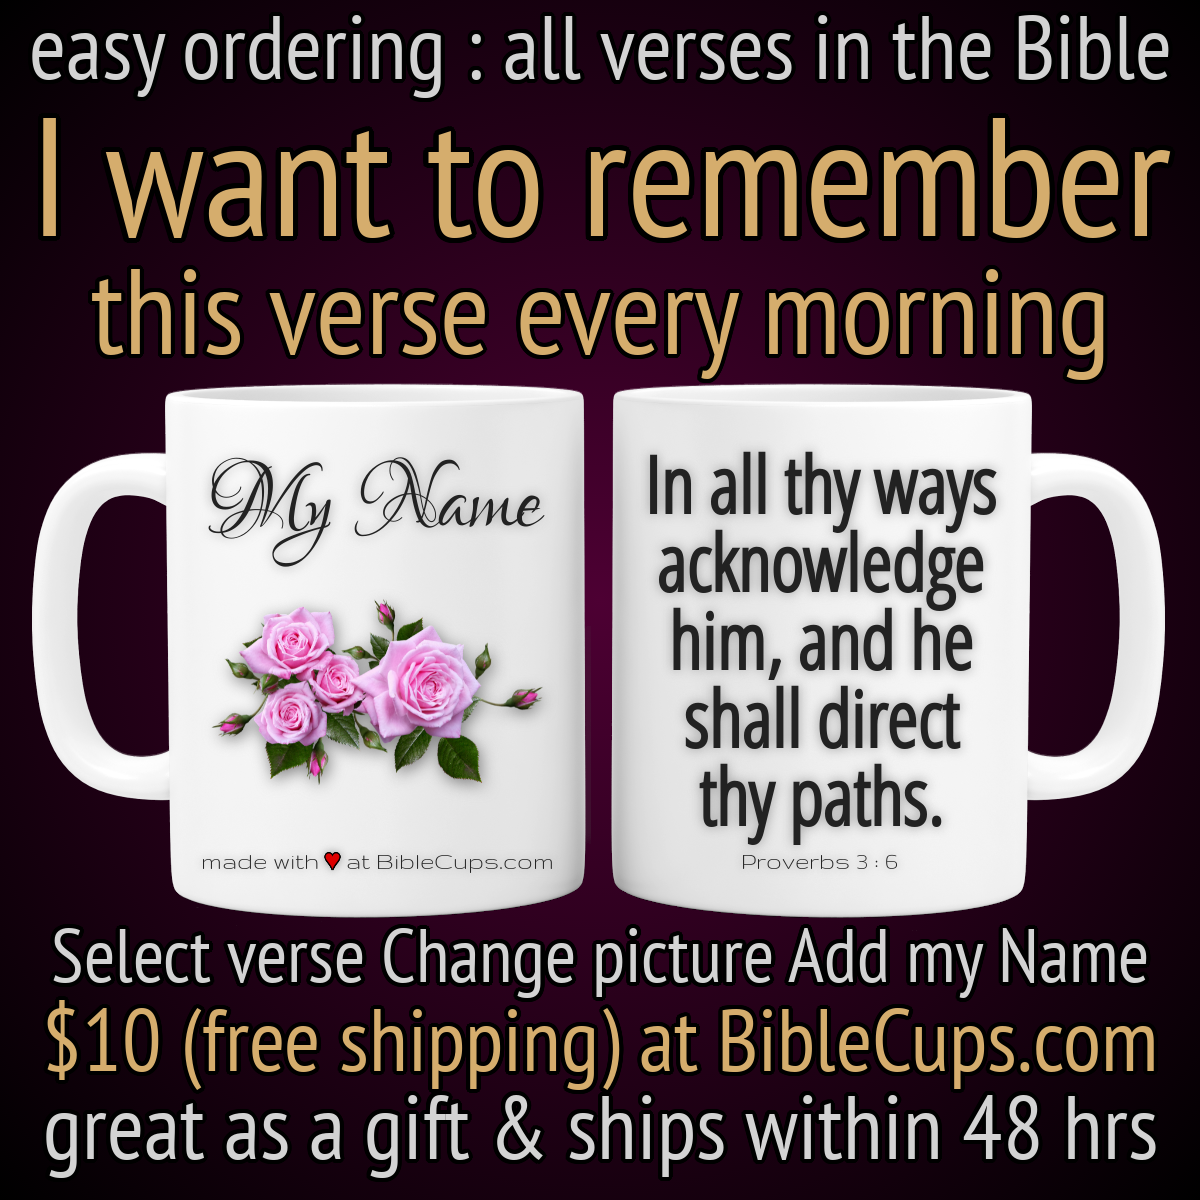 easy ordering : all verses in the Bible
I want to remember
this verse every morning
My Name
made with ♥ at BibleCups.com
In all thy ways
acknowledge
him, and he
shall direct
thy paths.
Proverbs 3 : 6
Select verse Change picture Add my Name
$10 (free shipping) at BibleCups.com
great as a gift & ships within 48 hrs